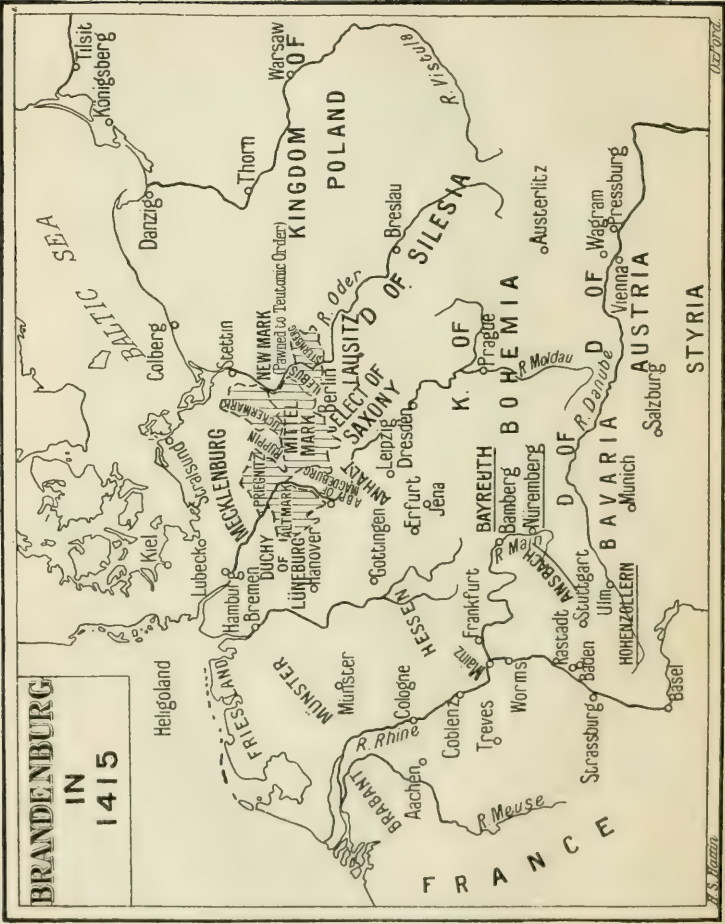 BRANDENBURG
IN
1415
Heligoland
FRIESLAND
MÜNSTER
Münster
BRABANT
Aachen
R. Rhine
Cologne
Coblenz
Treves
R. Meuse
FRANCE
Mainz
Worms
Frankfurt
HESSEN
Strassburg
Rastadt
Baden
Stuttgart
Basel
Ulm
HOHENZOLLERN
ANSBACH
R Main
BAYREUTH
Bamberg
Nüremberg
Kiel
Lubeck
Hamburg
Bremen
DUCHY
OF
LÜNEBURG
Hanover
Gottingen
Erfurt
Jena
Stralsund
MECKLENBURG
PRIEGNITZ
RUPPIN
UCKERMARK
ALTMARK
MITTEL
MARK
A.B.P. OF
MAGDEBURG
ANHALT
Leipzig
Dresden
Berlin
ELECT OF
SAXONY
LAUSITZ
LEBUS
STERNBERG
NEW MARK
(Pawned to Teutonic Order)
Stettin
Colberg
BALTIC SEA
Danzig
Königsberg
Tilsit
Thorn
Warsaw
KINGDOM OF
POLAND
R. Vistula
R. Oder
Breslau
D OF SILESIA
K. OF
BOHEMIA
Prague
R Moldau
Austerlitz
D OF
BAVARIA
Munich
R. Danube
Salzburg
D OF
AUSTRIA
Vienna
Wagram
Pressburg
STYRIA
Oxford.